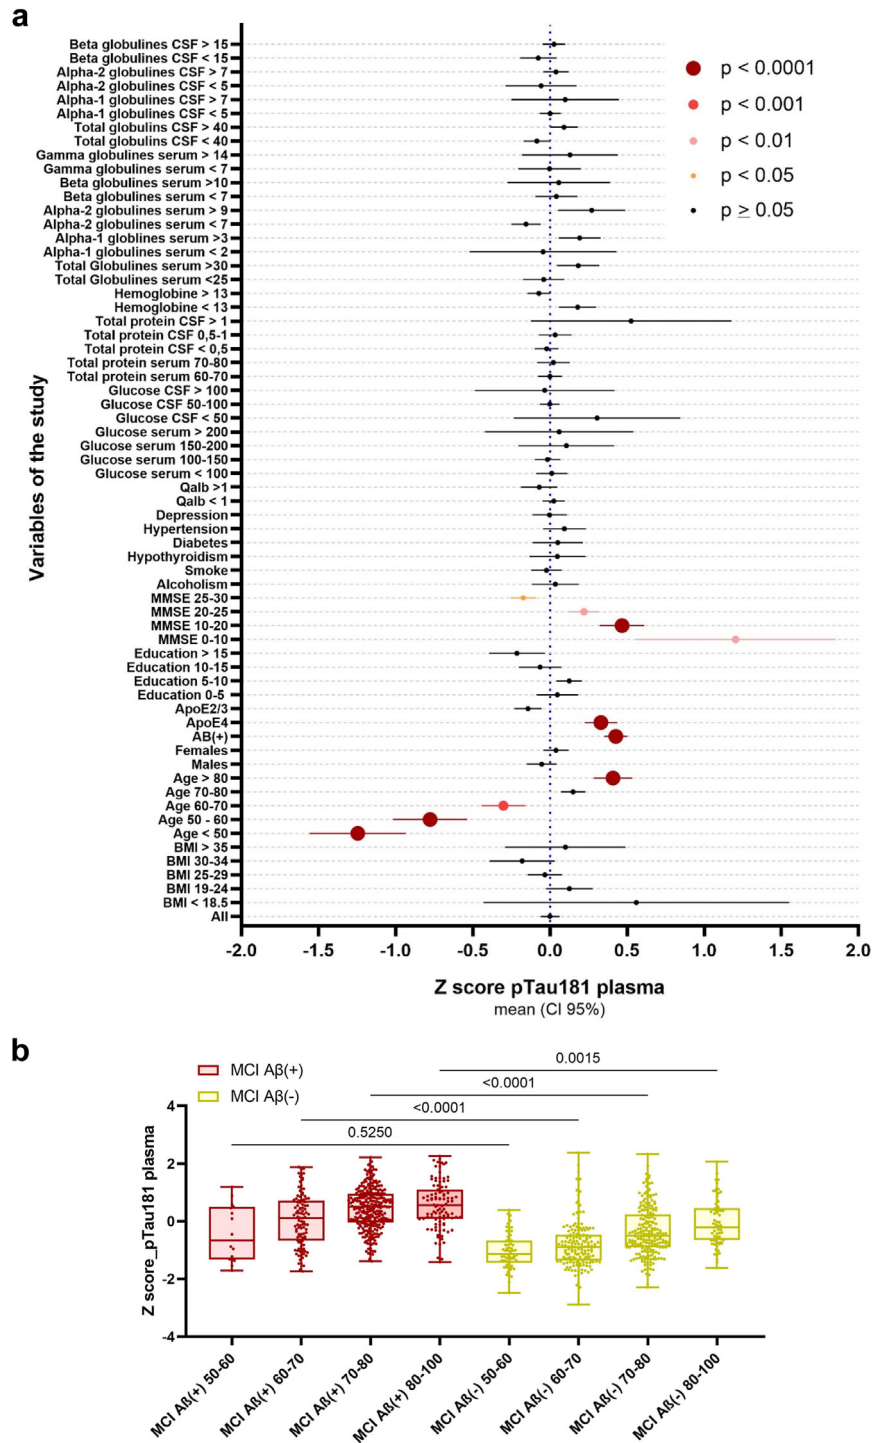 a
Beta globulines CSF > 15
Beta globulines CSF < 15
Alpha-2 globulines CSF > 7
Alpha-2 globulines CSF < 5
Alpha-1 globulines CSF > 7
Alpha-1 globulines CSF < 5
Total globulins CSF > 40
Total globulins CSF < 40
Gamma globulines serum > 14
Gamma globulines serum < 7
Beta globulines serum >10
Beta globulines serum < 7
Alpha-2 globulines serum > 9
Alpha-2 globulines serum < 7
Alpha-1 globlines serum >3
Alpha-1 globlines serum < 2
Total Globulines serum >30
Total Globulines serum <25
Hemoglobine > 13
Hemoglobine < 13
Total protein CSF > 1
Total protein CSF 0,5-1
Total protein CSF < 0,5
Total protein serum 70-80
Total protein serum 60-70
Glucose CSF > 100
Glucose CSF 50-100
Glucose CSF < 50
Glucose serum > 200
Glucose serum 150-200
Glucose serum 100-150
Glucose serum < 100
Qalb >1
Qalb < 1
Depression
Hypertension
Diabetes
Hypothyroidism
Smoke
Alcoholism
MMSE 25-30
MMSE 20-25
MMSE 10-20
MMSE 0-10
Education > 15
Education 10-15
Education 5-10
Education 0-5
ApoE2/3
ApoE4
AB(+)
Females
Males
Age > 80
Age 70-80
Age 60-70
Age 50 - 60
Age < 50
BMI > 35
BMI 30-34
BMI 25-29
BMI 19-24
BMI < 18.5
All
Variables of the study
p < 0.0001
p < 0.001
p < 0.01
p < 0.05
p ≥ 0.05
-2.0 -1.5 -1.0 -0.5 0.0 0.5 1.0 1.5 2.0
Z score pTau181 plasma
mean (CI 95%)
b
MCI Aβ(+)
MCI Aβ(-)
0.0015
<0.0001
<0.0001
0.5250
Z score_pTau181 plasma
4
2
0
-2
-4
MCI Aß(+) 50-60
MCI Aß(+) 60-70
MCI Aß(+) 70-80
MCI Aß(+) 80-100
MCI Aß(-) 50-60
MCI Aß(-) 60-70
MCI Aß(-) 70-80
MCI Aß(-) 80-100